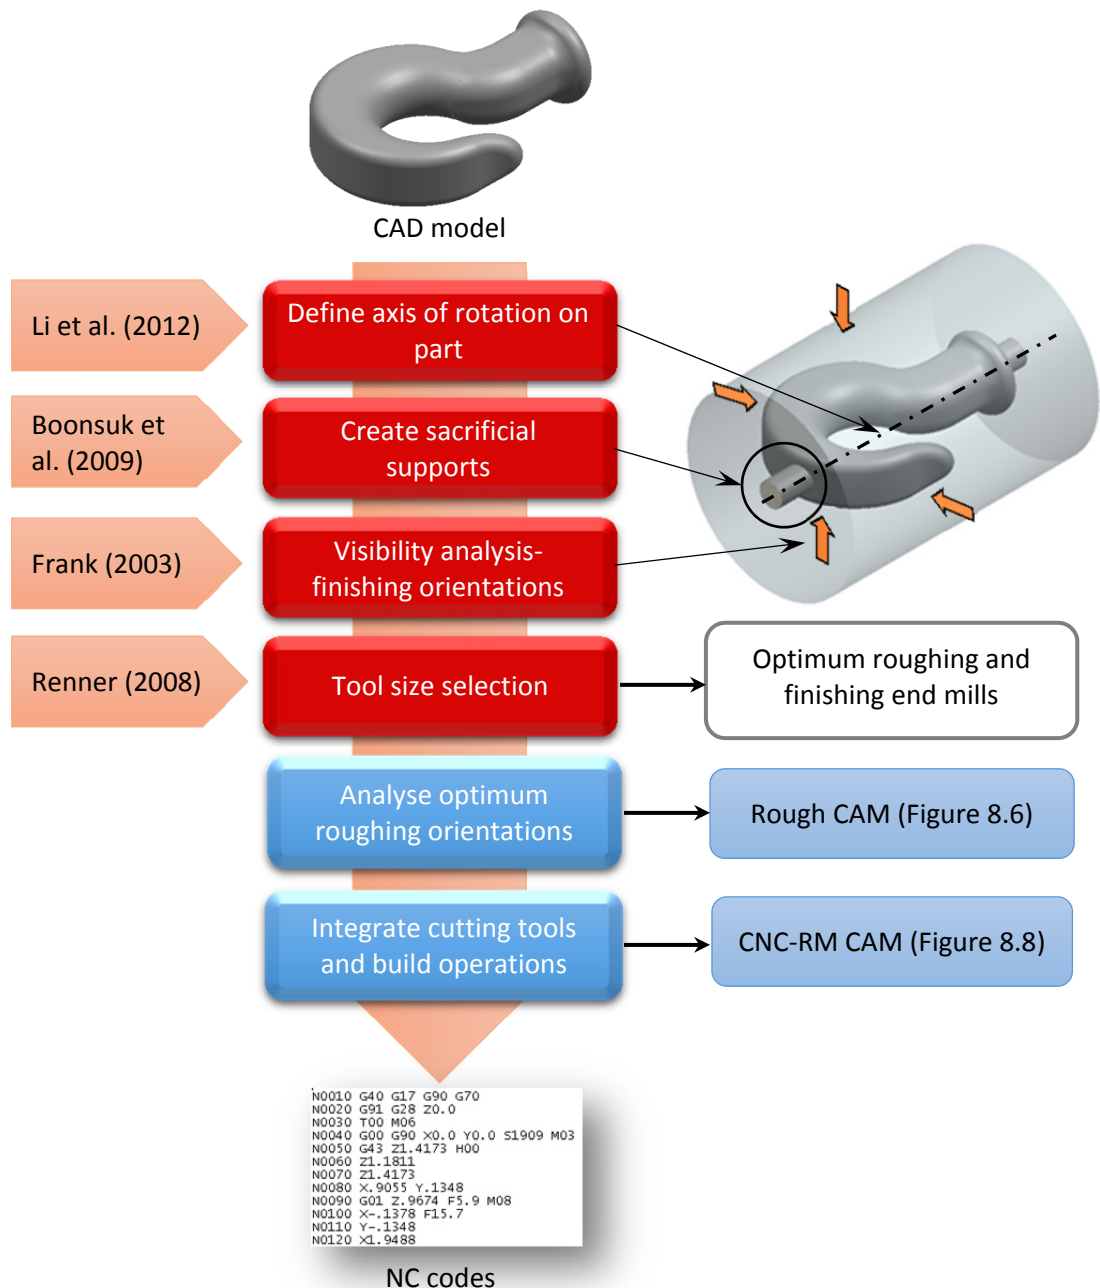 CAD model
Li et al. (2012)
Define axis of rotation on
part
Boonsuk et
al. (2009)
Create sacrificial
supports
Frank (2003)
Visibility analysis-
finishing orientations
Renner (2008)
Tool size selection
Optimum roughing and
finishing end mills
Analyse optimum
roughing orientations
Rough CAM (Figure 8.6)
Integrate cutting tools
and build operations
CNC-RM CAM (Figure 8.8)
N0010 G40 G17 G90 G70
N0020 G91 G28 Z0.0
N0030 T00 M06
N0040 G00 G90 X0.0 Y0.0 S1909 M03
N0050 G43 Z1.4173 H00
N0060 Z1.1811
N0070 Z1.4173
N0080 X.9055 Y.1348
N0090 G01 Z.9674 F5.9 M08
N0100 X-.1378 F15.7
N0110 Y-.1348
N0120 X1.9488
NC codes